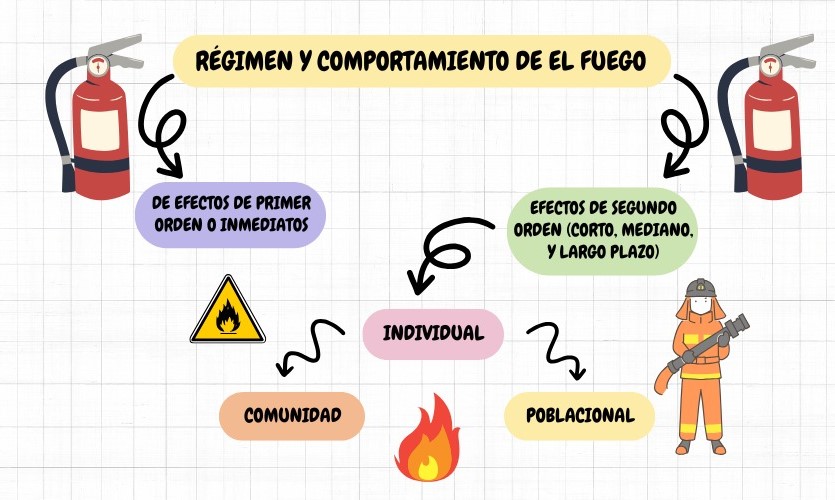 RÉGIMEN Y COMPORTAMIENTO DE EL FUEGO
DE EFECTOS DE PRIMER
ORDEN O INMEDIATOS
EFECTOS DE SEGUNDO
ORDEN (CORTO, MEDIANO,
Y LARGO PLAZO)
INDIVIDUAL
COMUNIDAD
POBLACIONAL